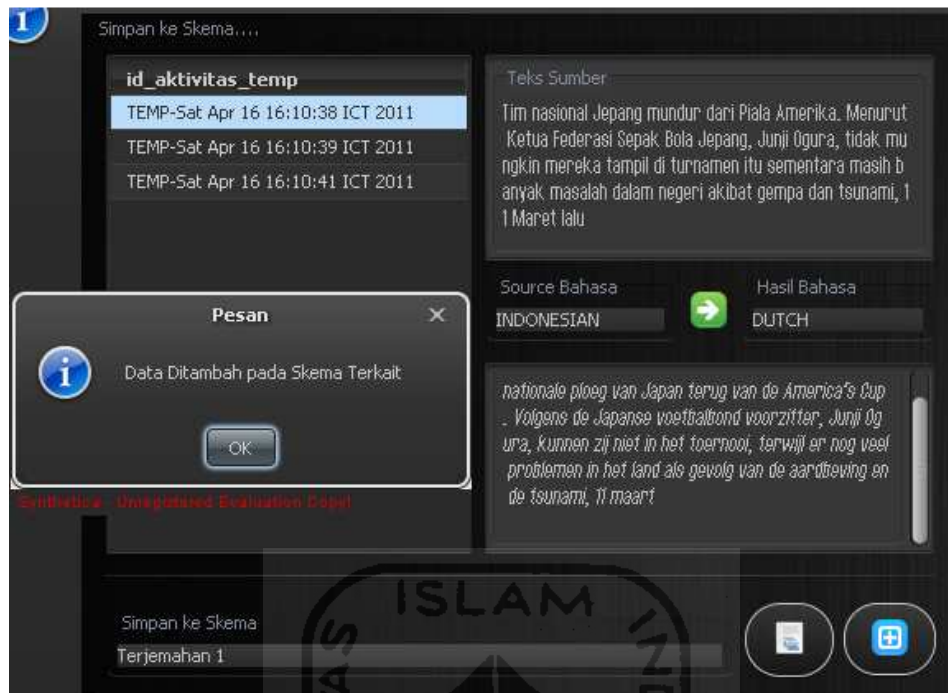 Simpan ke Skema....
id_aktivitas_temp
TEMP-Sat Apr 16 16:10:38 ICT 2011
TEMP-Sat Apr 16 16:10:39 ICT 2011
TEMP-Sat Apr 16 16:10:41 ICT 2011
Teks Sumber
Tim nasional Jepang mundur dari Piala Amerika. Menurut
Ketua Federasi Sepak Bola Jepang, Junji Ogura, tidak mu
ngkin mereka tampil di turnamen itu sementara masih b
anyak masalah dalam negeri akibat gempa dan tsunami, 1
1 Maret lalu
Source Bahasa
Hasil Bahasa
INDONESIAN
DUTCH
Pesan
Data Ditambah pada Skema Terkait
OK
Synthetica - Unregistered Evaluation Copy!
nationale ploeg van Japan terug van de America's Cup
. Volgens de Japanse voetbalbond voorzitter, Junji Og
ura, kunnen zij niet in het toernooi, terwijl er nog veel
problemen in het land als gevolg van de aardbeving en
de tsunami, 11 maart
Simpan ke Skema
Terjemahan 1
ISLAM